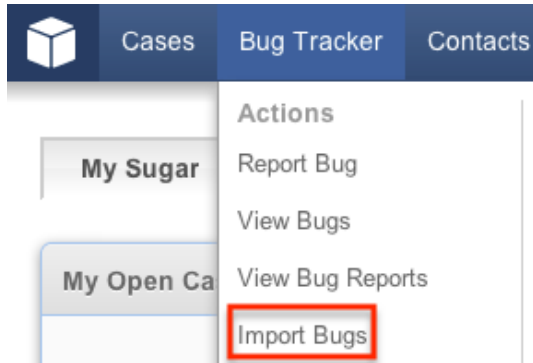 Cases Bug Tracker Contacts
Actions
My Sugar
Report Bug
View Bugs
My Open Ca
View Bug Reports
Import Bugs